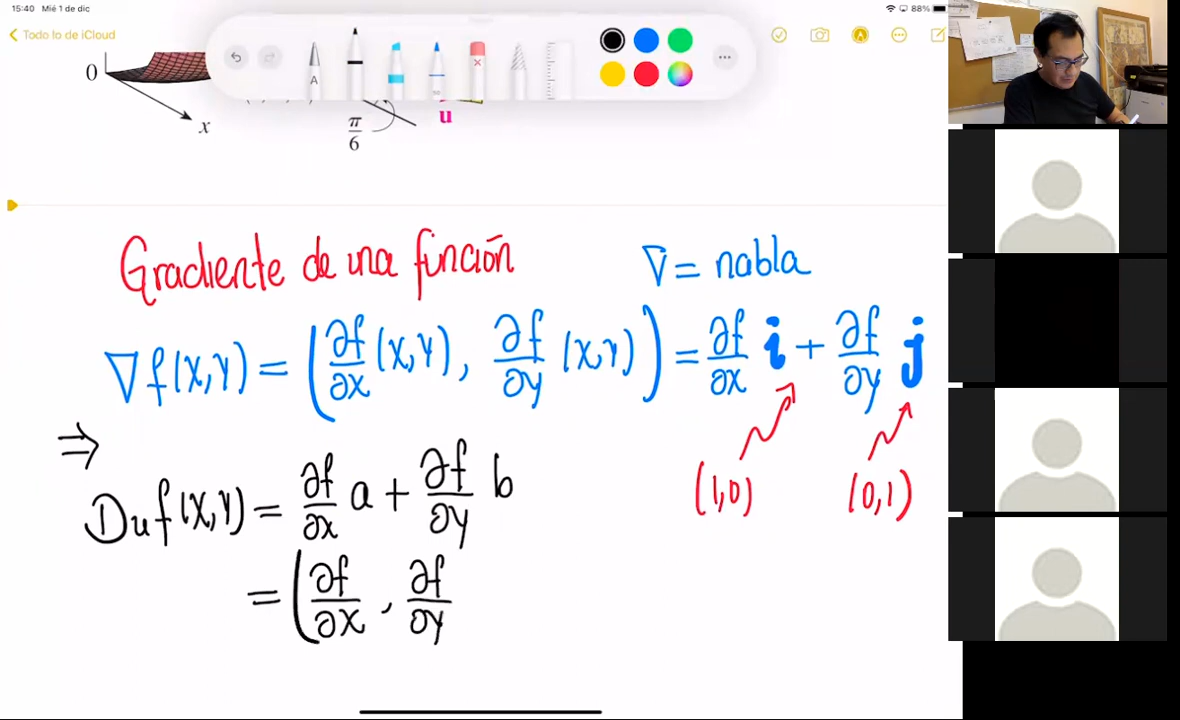 15:40 Mié 1 de dic
88%
Todo lo de iCloud
A
0
x
π/6
u
Gradiente de una función
∇ = nabla
∇f(x,y) = (∂f/∂x (x,y), ∂f/∂y (x,y)) = ∂f/∂x i + ∂f/∂y j
⇒
(1,0)
(0,1)
Duf(x,y) = ∂f/∂x a + ∂f/∂y b
= (∂f/∂x , ∂f/∂y